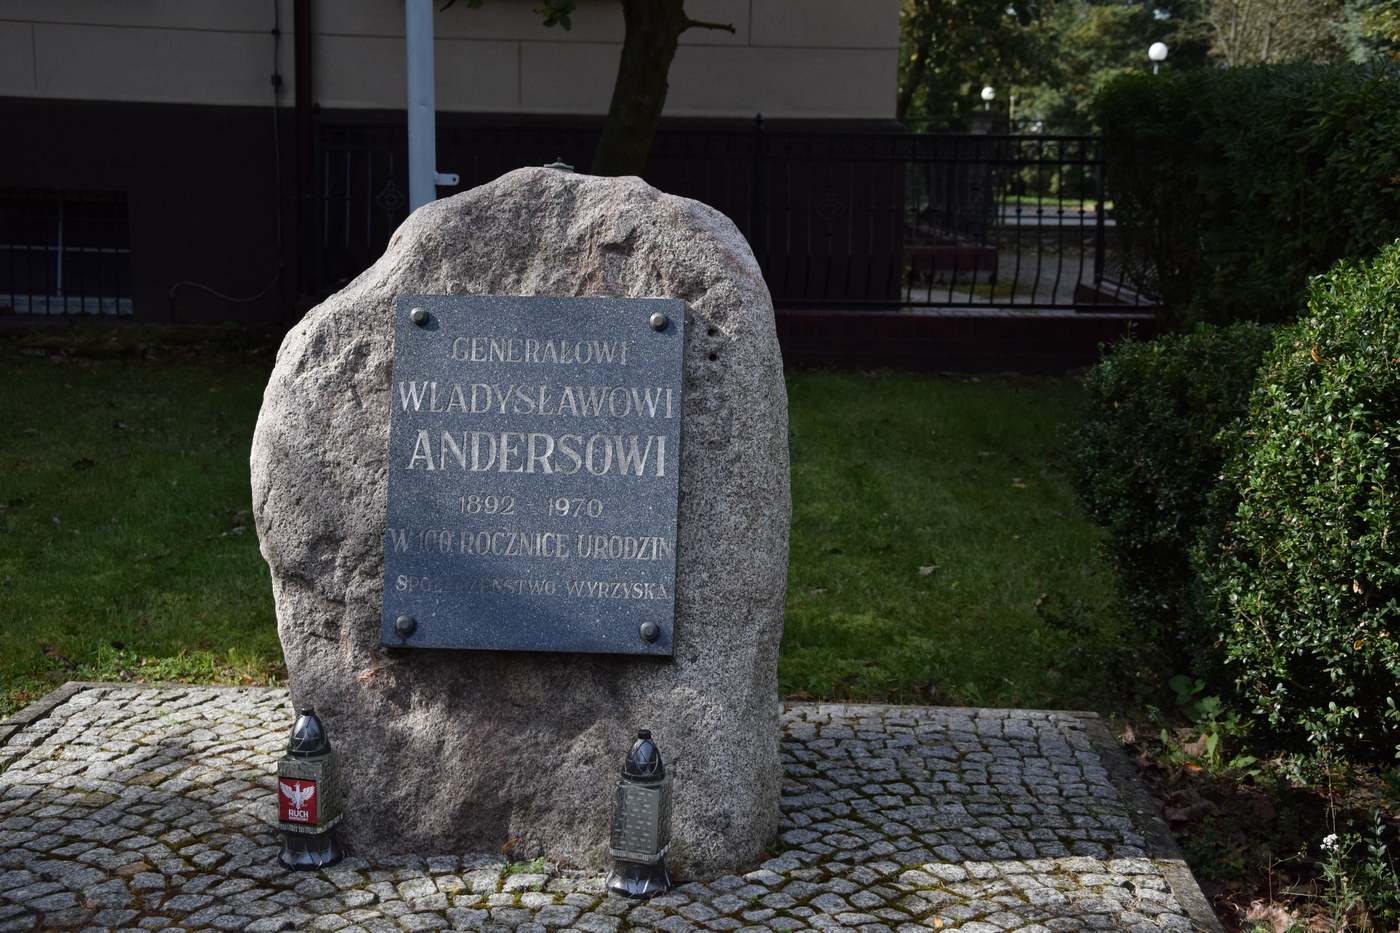 GENERAŁOWI
WŁADYSŁAWOWI
ANDERSOWI
1892 - 1970
W 100 ROCZNICĘ URODZIN
WYRZYSKA
RUCH